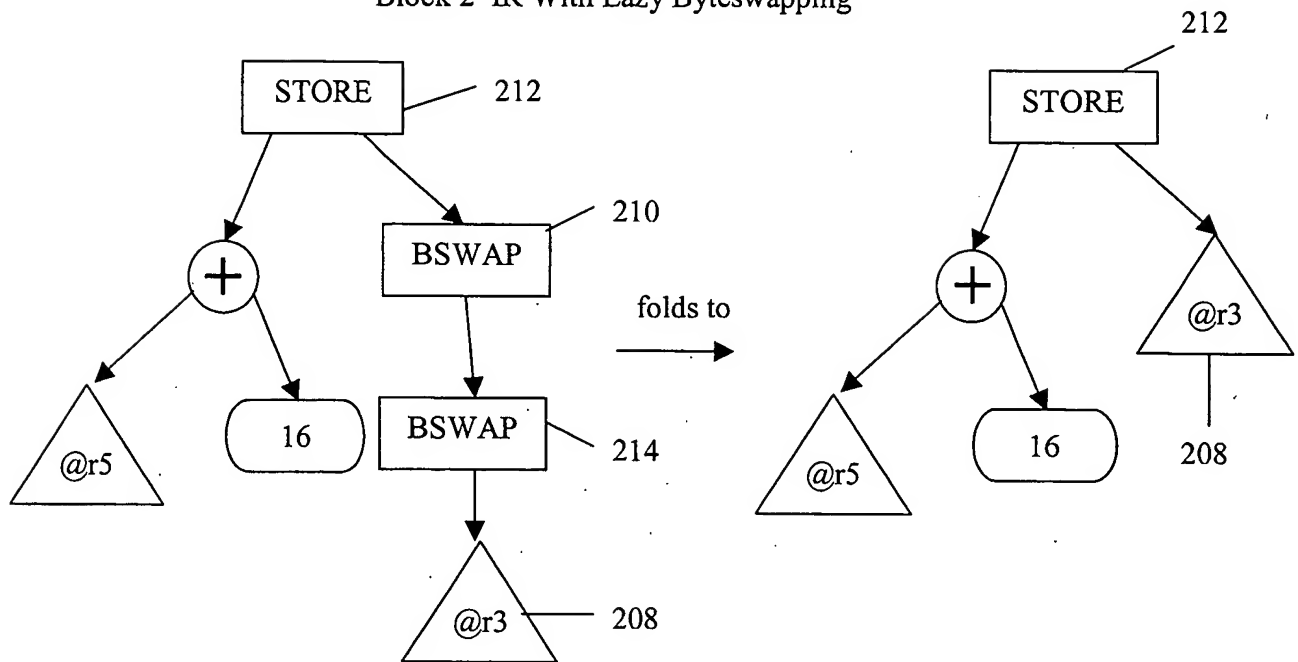 Block 2 IR With Lazy Byteswapping
212
STORE
212
STORE
210
BSWAP
+
+
folds to
@r3
BSWAP
16
214
@r5
16
208
@r5
@r3
208